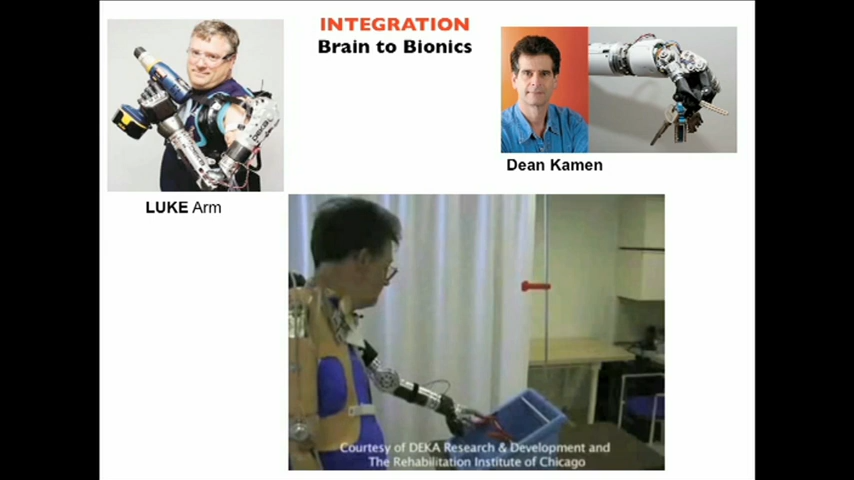 INTEGRATION
Brain to Bionics
Dean Kamen
LUKE Arm
Courtesy of DEKA Research & Development and
The Rehabilitation Institute of Chicago